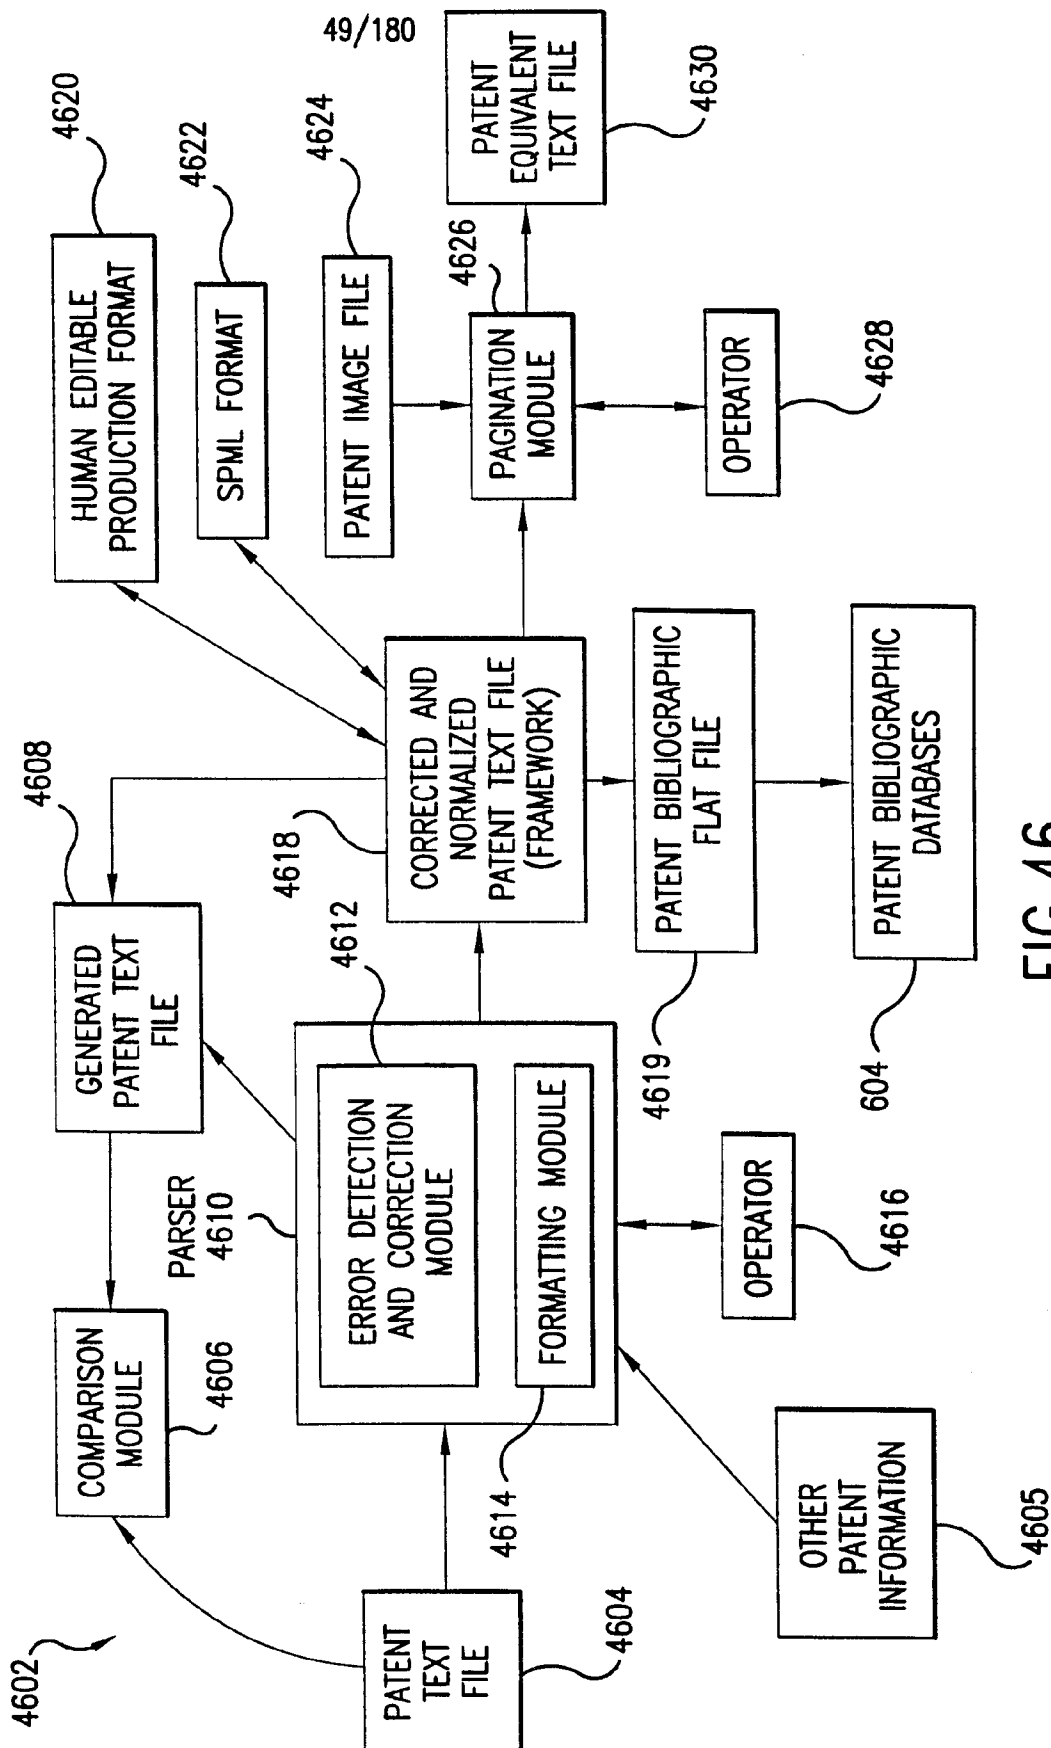 49/180
4602
COMPARISON
MODULE
4606
GENERATED
PATENT TEXT
FILE
4608
HUMAN EDITABLE
PRODUCTION FORMAT
4620
SPML FORMAT
4622
PATENT IMAGE FILE
4624
PARSER
4610
ERROR DETECTION
AND CORRECTION
MODULE
4612
FORMATTING MODULE
4614
PATENT
TEXT
FILE
4604
CORRECTED AND
NORMALIZED
PATENT TEXT FILE
(FRAMEWORK)
4618
PAGINATION
MODULE
4626
PATENT
EQUIVALENT
TEXT FILE
4630
OTHER
PATENT
INFORMATION
4605
OPERATOR
4616
PATENT BIBLIOGRAPHIC
FLAT FILE
4619
PATENT BIBLIOGRAPHIC
DATABASES
604
OPERATOR
4628
FIG.46